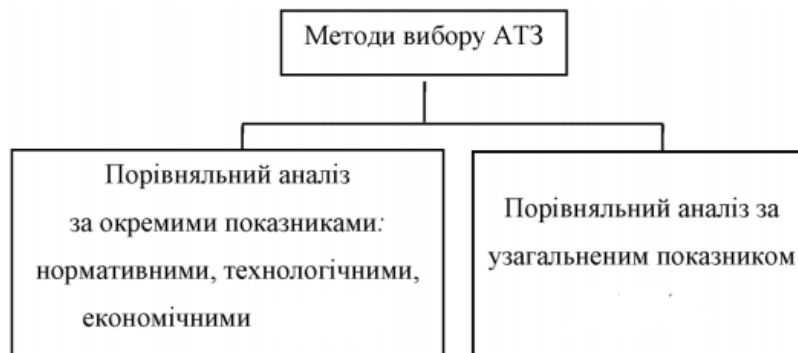 Методи вибору АТЗ
Порівняльний аналіз
за окремими показниками:
нормативними, технологічними,
економічними
Порівняльний аналіз за
узагальненим показником